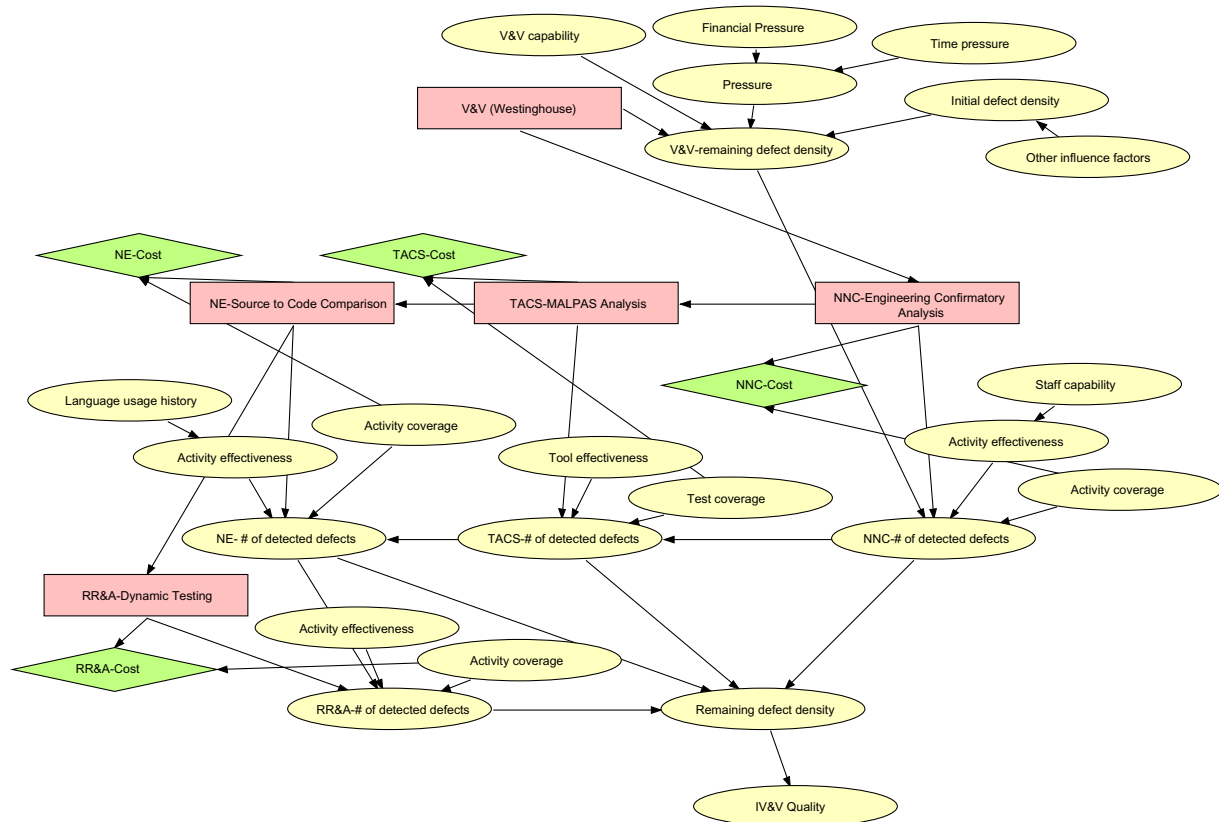 Financial Pressure
V&V capability
Time pressure
Pressure
Initial defect density
V&V (Westinghouse)
V&V-remaining defect density
Other influence factors
NE-Cost
TACS-Cost
NE-Source to Code Comparison
TACS-MALPAS Analysis
NNC-Engineering Confirmatory
Analysis
NNC-Cost
Staff capability
Language usage history
Activity coverage
Activity effectiveness
Activity effectiveness
Tool effectiveness
Activity coverage
Test coverage
NE- # of detected defects
TACS-# of detected defects
NNC-# of detected defects
RR&A-Dynamic Testing
Activity effectiveness
Activity coverage
RR&A-Cost
RR&A-# of detected defects
Remaining defect density
IV&V Quality